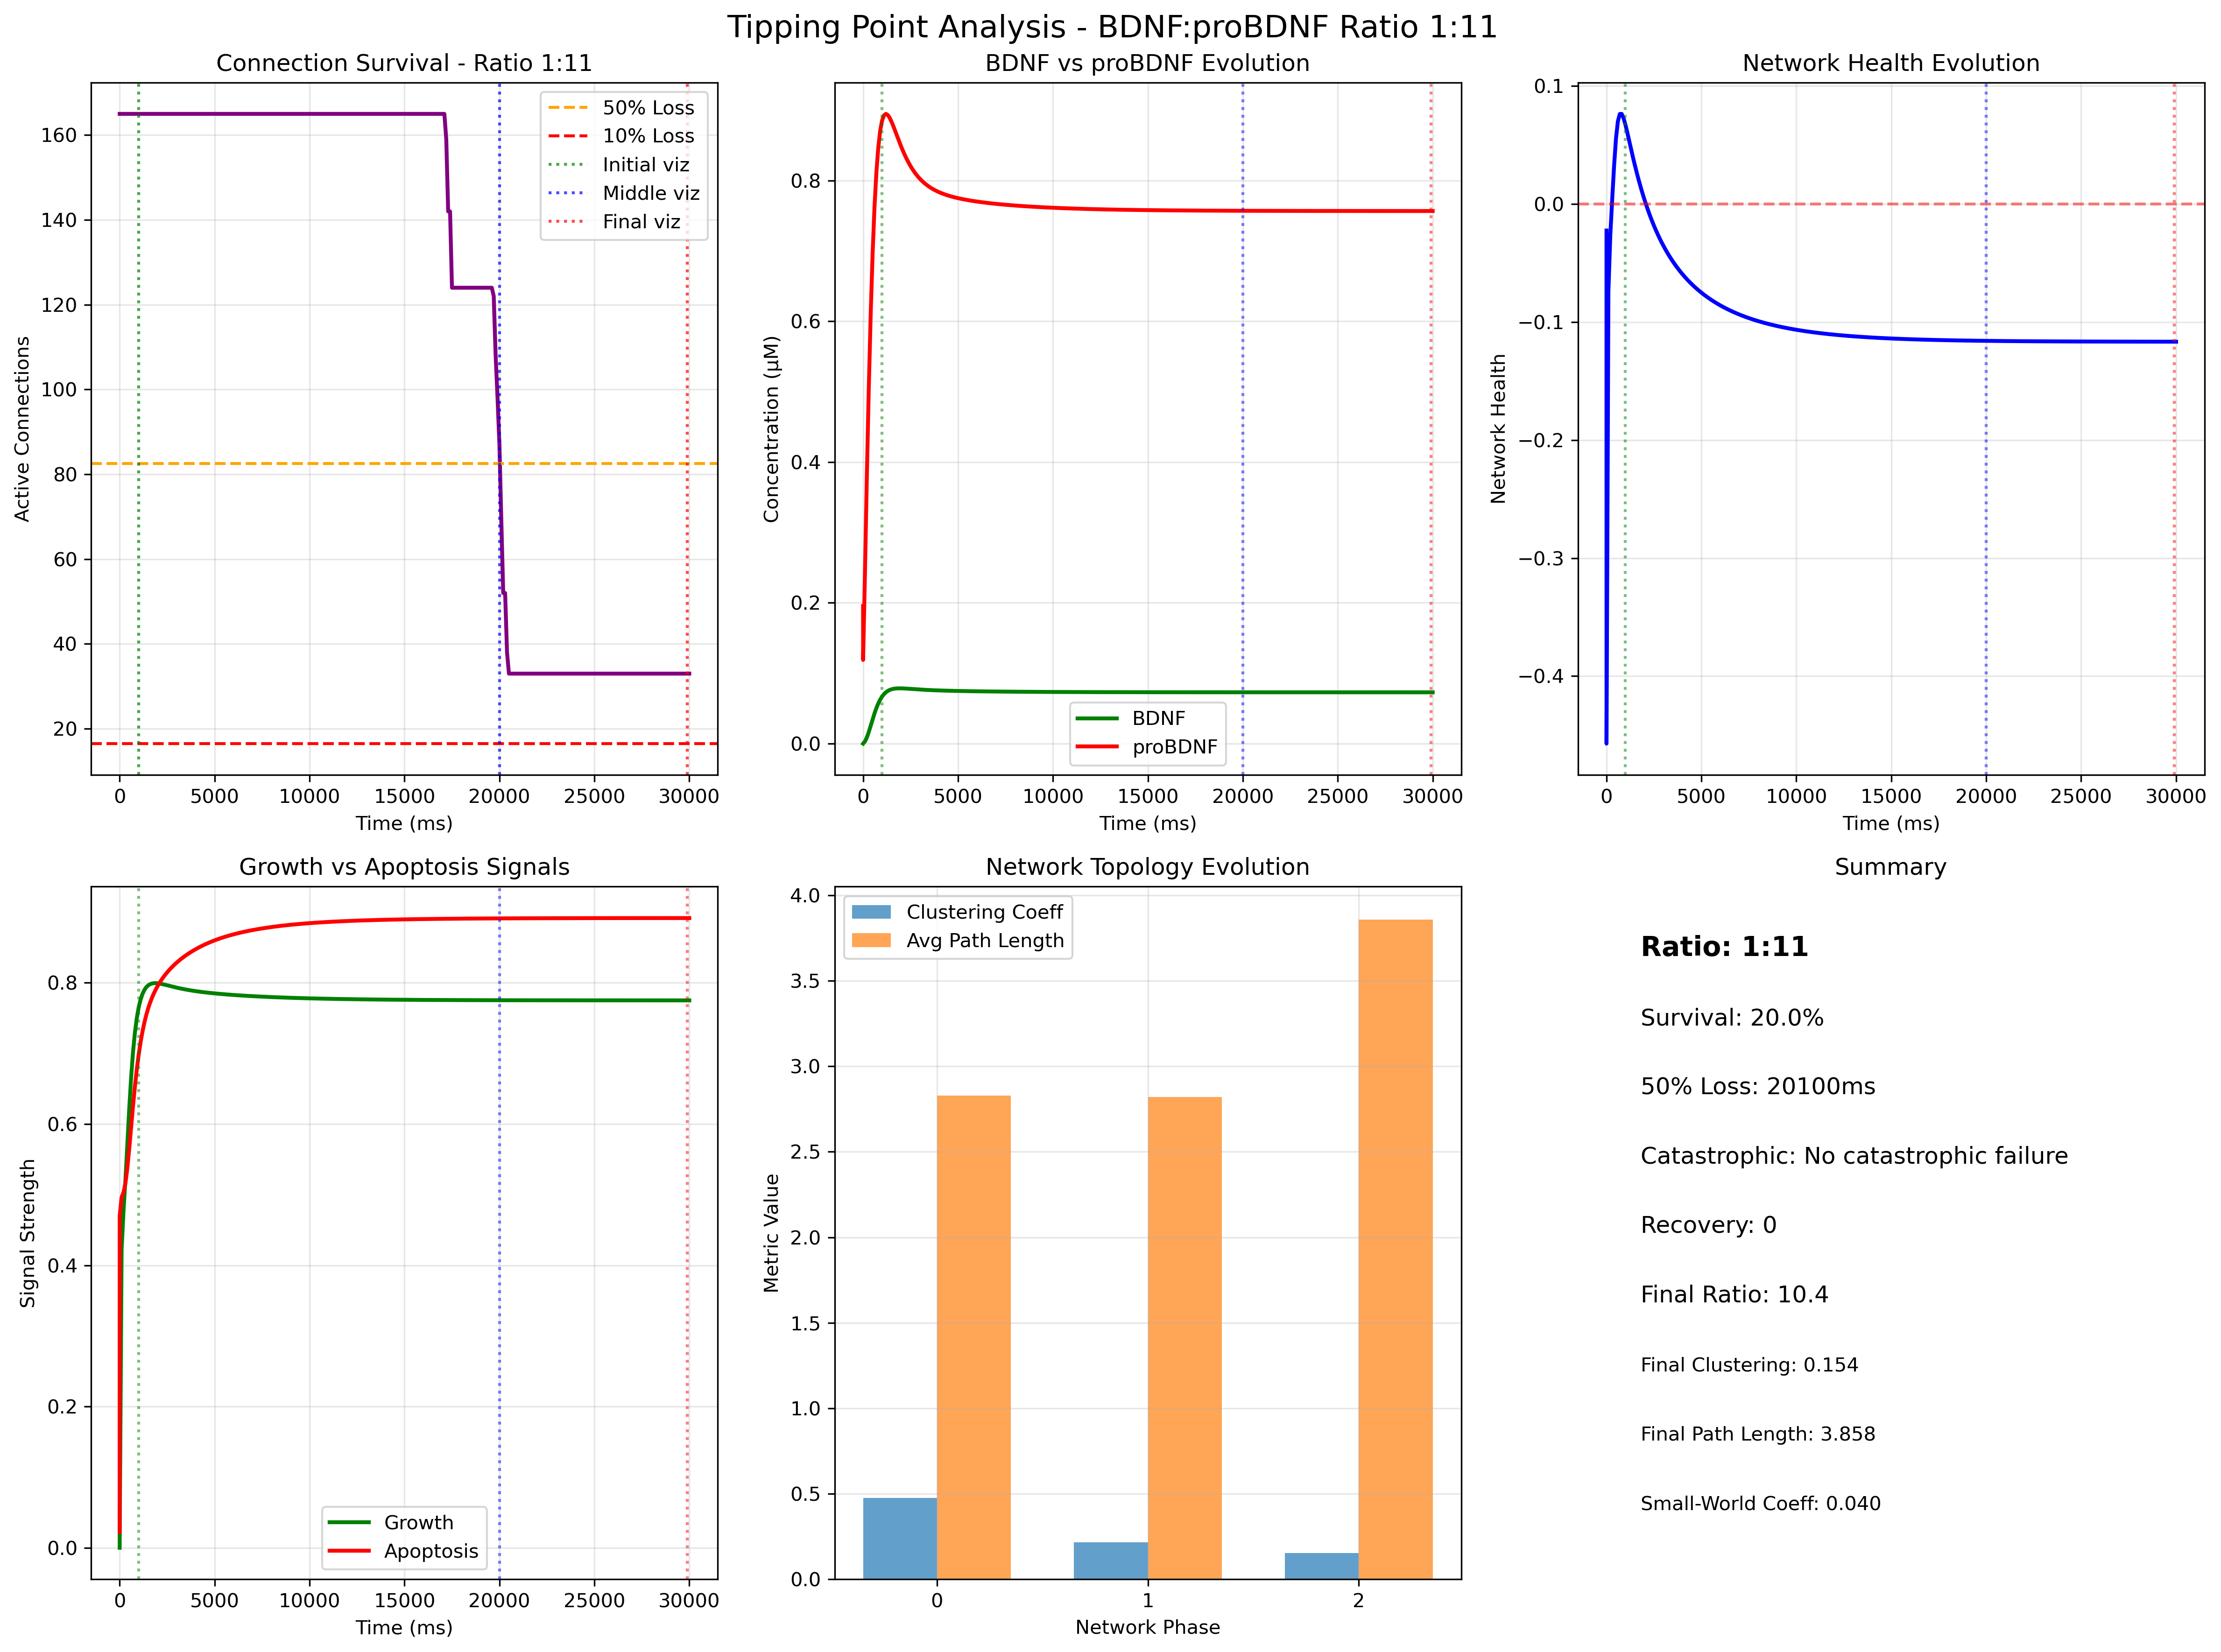 Tipping Point Analysis - BDNF:proBDNF Ratio 1:11
Connection Survival - Ratio 1:11
Active Connections
160
140
120
100
80
60
40
20
50% Loss
10% Loss
Initial viz
Middle viz
Final viz
0 5000 10000 15000 20000 25000 30000
Time (ms)
BDNF vs proBDNF Evolution
Concentration (μM)
0.8
0.6
0.4
0.2
0.0
BDNF
proBDNF
0 5000 10000 15000 20000 25000 30000
Time (ms)
Network Health Evolution
Network Health
0.1
0.0
−0.1
−0.2
−0.3
−0.4
0 5000 10000 15000 20000 25000 30000
Time (ms)
Growth vs Apoptosis Signals
Signal Strength
0.8
0.6
0.4
0.2
0.0
Growth
Apoptosis
0 5000 10000 15000 20000 25000 30000
Time (ms)
Network Topology Evolution
Metric Value
4.0
3.5
3.0
2.5
2.0
1.5
1.0
0.5
0.0
Clustering Coeff
Avg Path Length
0 1 2
Network Phase
Summary
Ratio: 1:11
Survival: 20.0%
50% Loss: 20100ms
Catastrophic: No catastrophic failure
Recovery: 0
Final Ratio: 10.4
Final Clustering: 0.154
Final Path Length: 3.858
Small-World Coeff: 0.040